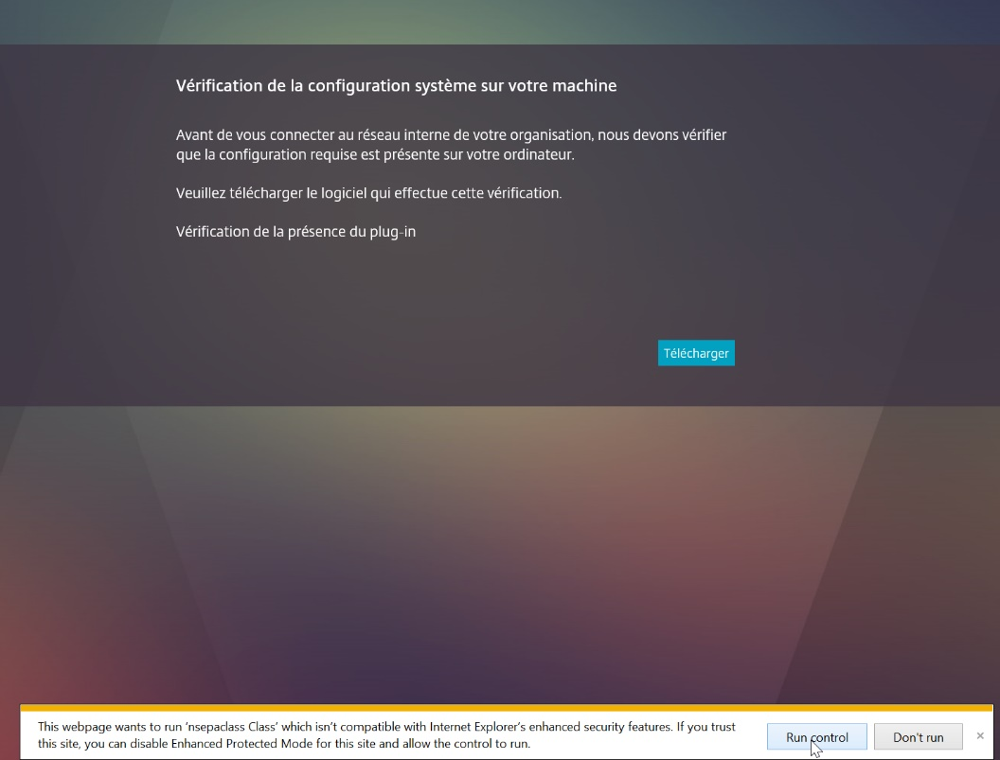 Vérification de la configuration système sur votre machine
Avant de vous connecter au réseau interne de votre organisation, nous devons vérifier
que la configuration requise est présente sur votre ordinateur.
Veuillez télécharger le logiciel qui effectue cette vérification.
Vérification de la présence du plug-in
Télécharger
This webpage wants to run 'nsepaclass Class' which isn't compatible with Internet Explorer's enhanced security features. If you trust
this site, you can disable Enhanced Protected Mode for this site and allow the control to run.
Run control
Don't run